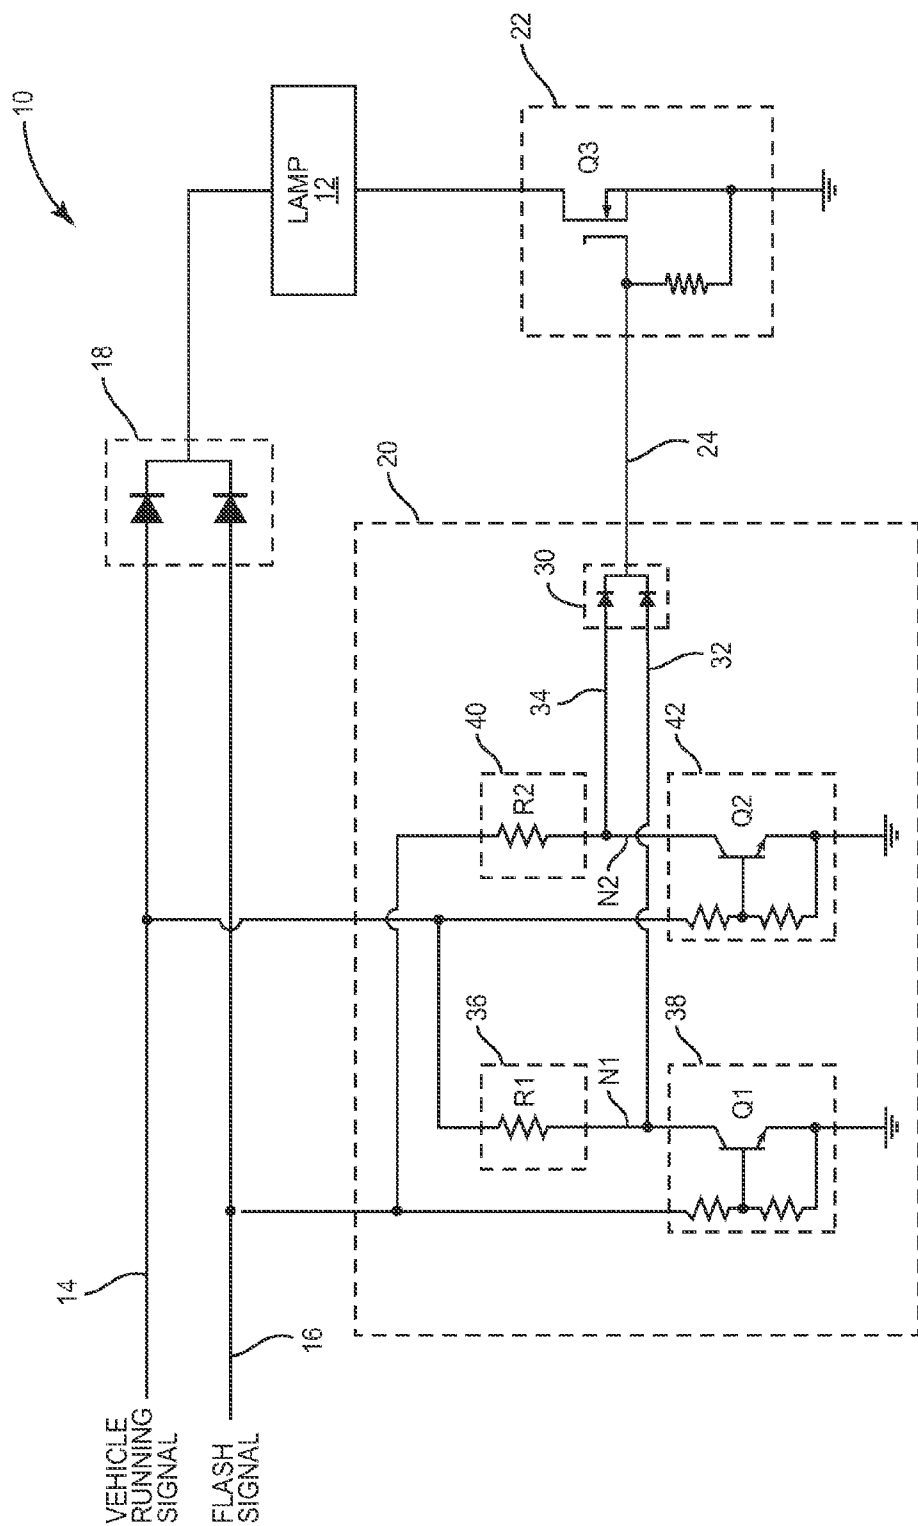 10
VEHICLE
RUNNING
SIGNAL
14
FLASH
SIGNAL
16
18
LAMP
12
20
22
Q3
24
30
34
32
36
R1
N1
38
Q1
40
R2
N2
42
Q2